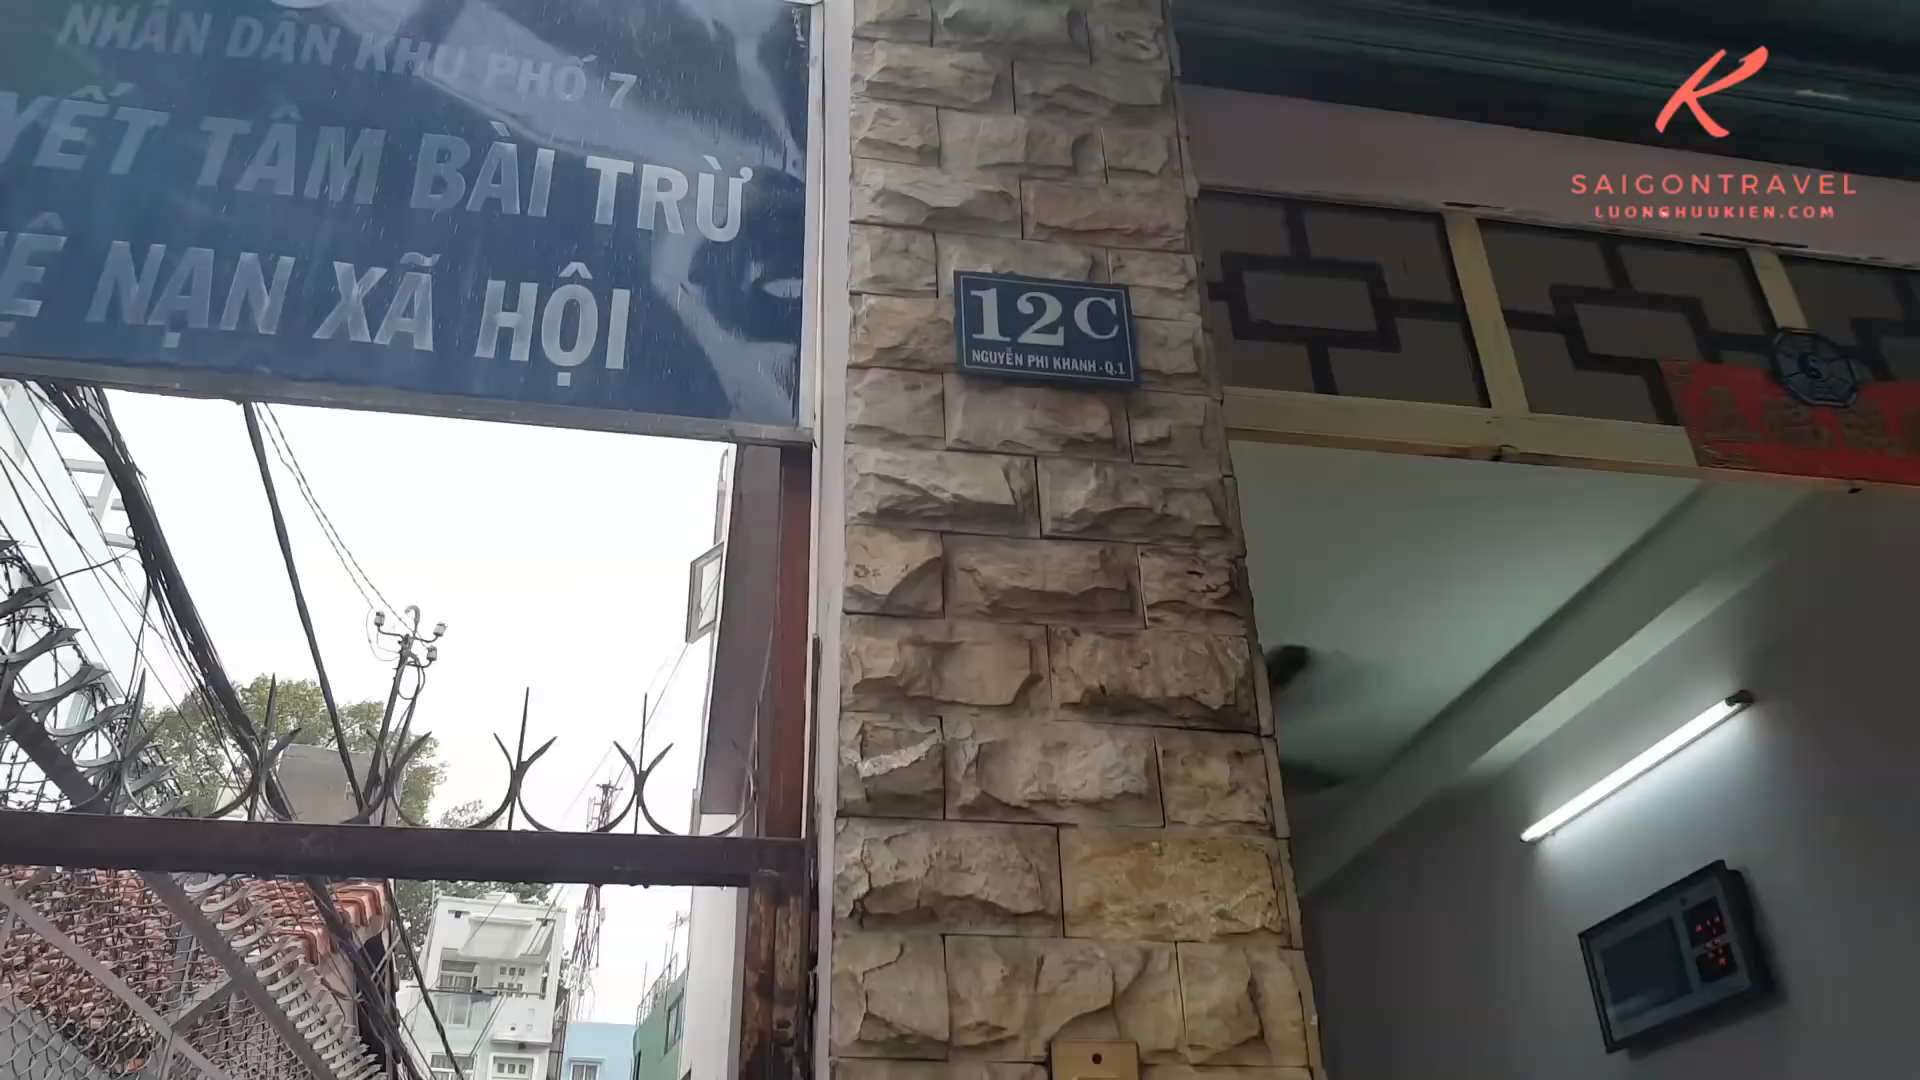 NHÂN DÂN KHU PHỐ 7
YẾT TÂM BÀI TRỪ
TỆ NẠN XÃ HỘI
12C
NGUYỄN PHI KHANH - Q.1
K
SAIGONTRAVEL
LUONGHUUKIEN.COM